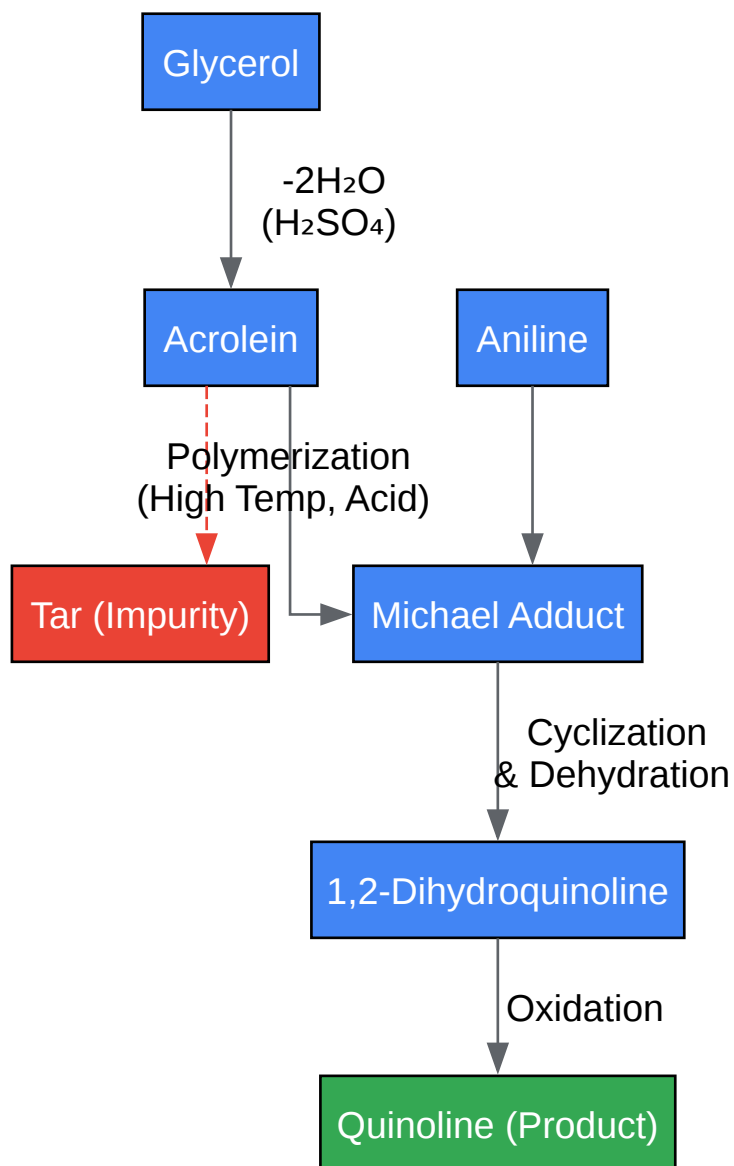 Glycerol
-2H₂O
(H₂SO₄)
Acrolein
Aniline
Polymerization
(High Temp, Acid)
Tar (Impurity)
Michael Adduct
Cyclization
& Dehydration
1,2-Dihydroquinoline
Oxidation
Quinoline (Product)